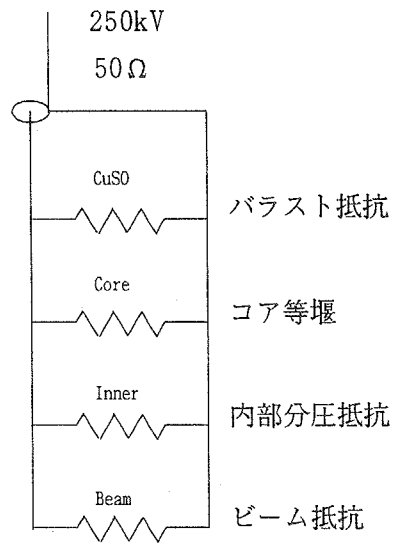 250kV
50Ω
CuSO
バラスト抵抗
Core
コア等堰
Inner
内部分圧抵抗
Beam
ビーム抵抗